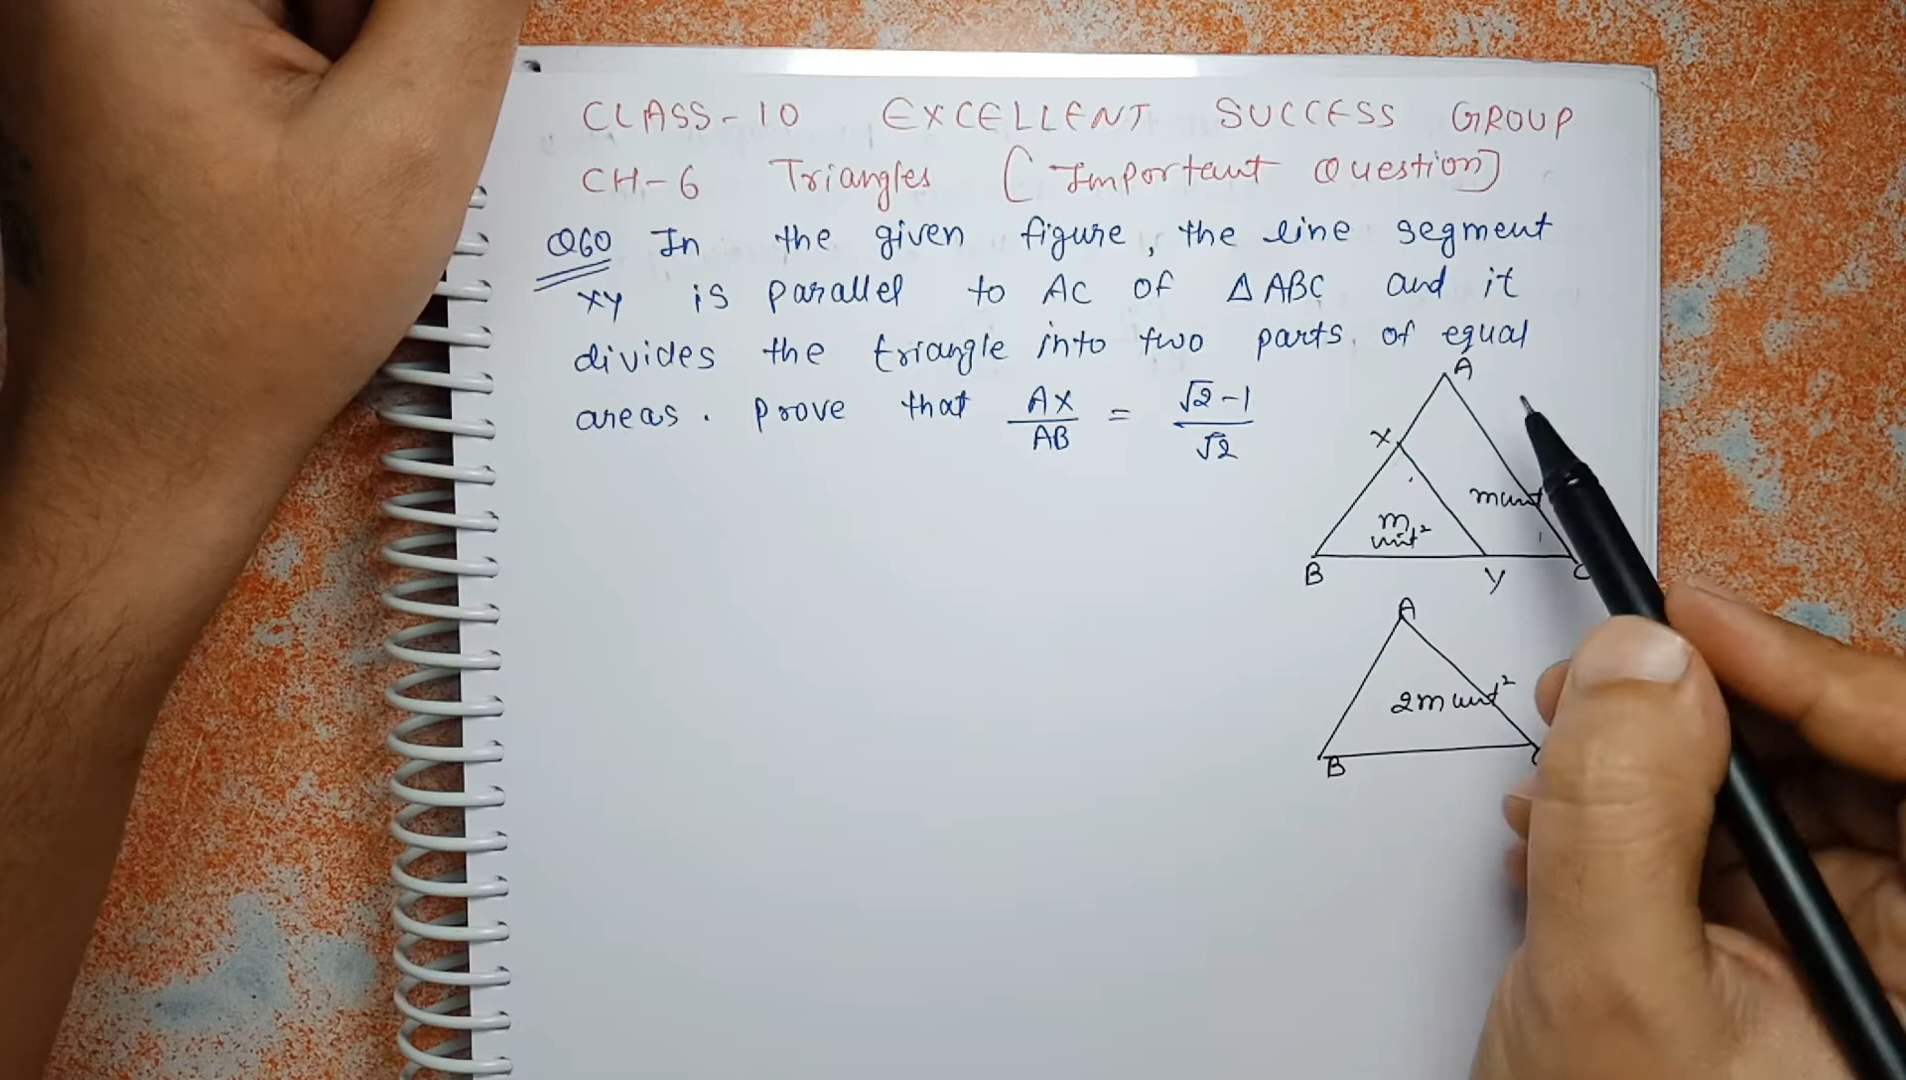 CLASS-10 EXCELLENT SUCCESS GROUP
CH-6 Triangles (Important Question)
Q60 In the given figure, the line segment
XY is parallel to AC of ΔABC and it
divides the triangle into two parts of equal
areas. Prove that AX/AB = √2-1/√2
A
X
m unit
m
unit²
B
Y
C
A
2m unit²
B